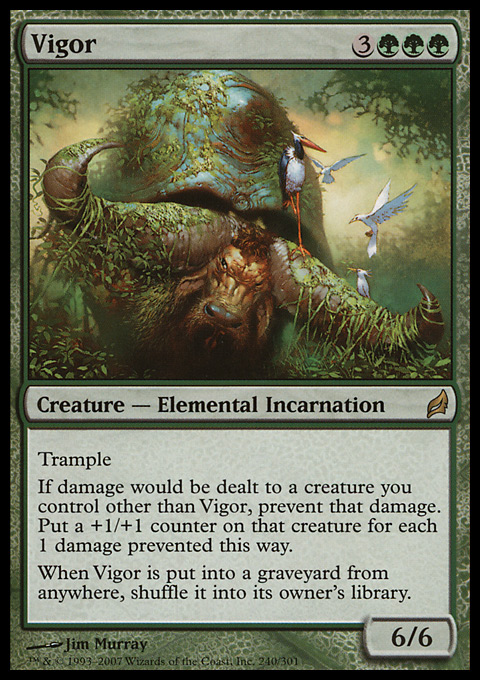 Vigor 3
Creature — Elemental Incarnation
Trample
If damage would be dealt to a creature you
control other than Vigor, prevent that damage.
Put a +1/+1 counter on that creature for each
1 damage prevented this way.
When Vigor is put into a graveyard from
anywhere, shuffle it into its owner's library.
Jim Murray
6/6
™ & © 1993–2007 Wizards of the Coast, Inc. 240/301